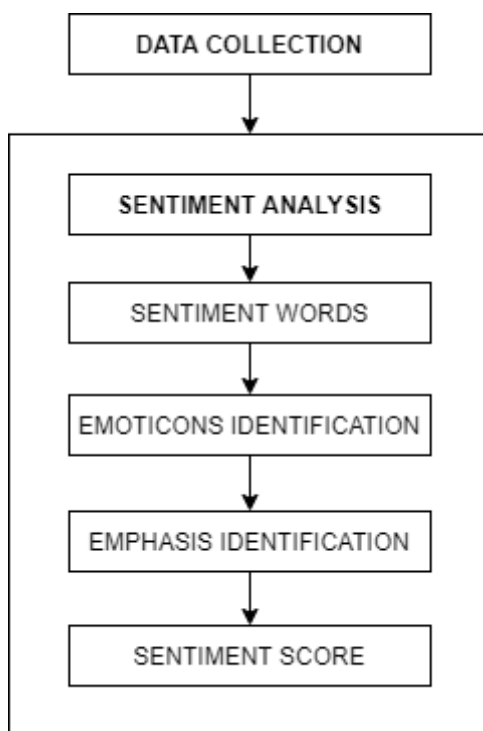 DATA COLLECTION
SENTIMENT ANALYSIS
SENTIMENT WORDS
EMOTICONS IDENTIFICATION
EMPHASIS IDENTIFICATION
SENTIMENT SCORE